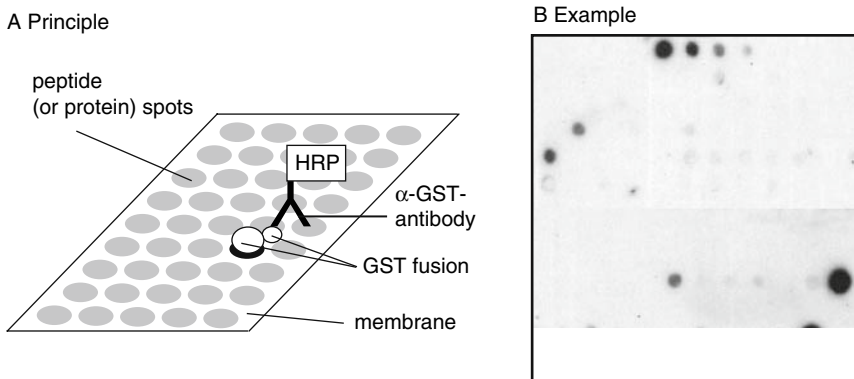 A Principle
B Example
peptide
(or protein) spots
HRP
α-GST-
antibody
GST fusion
membrane